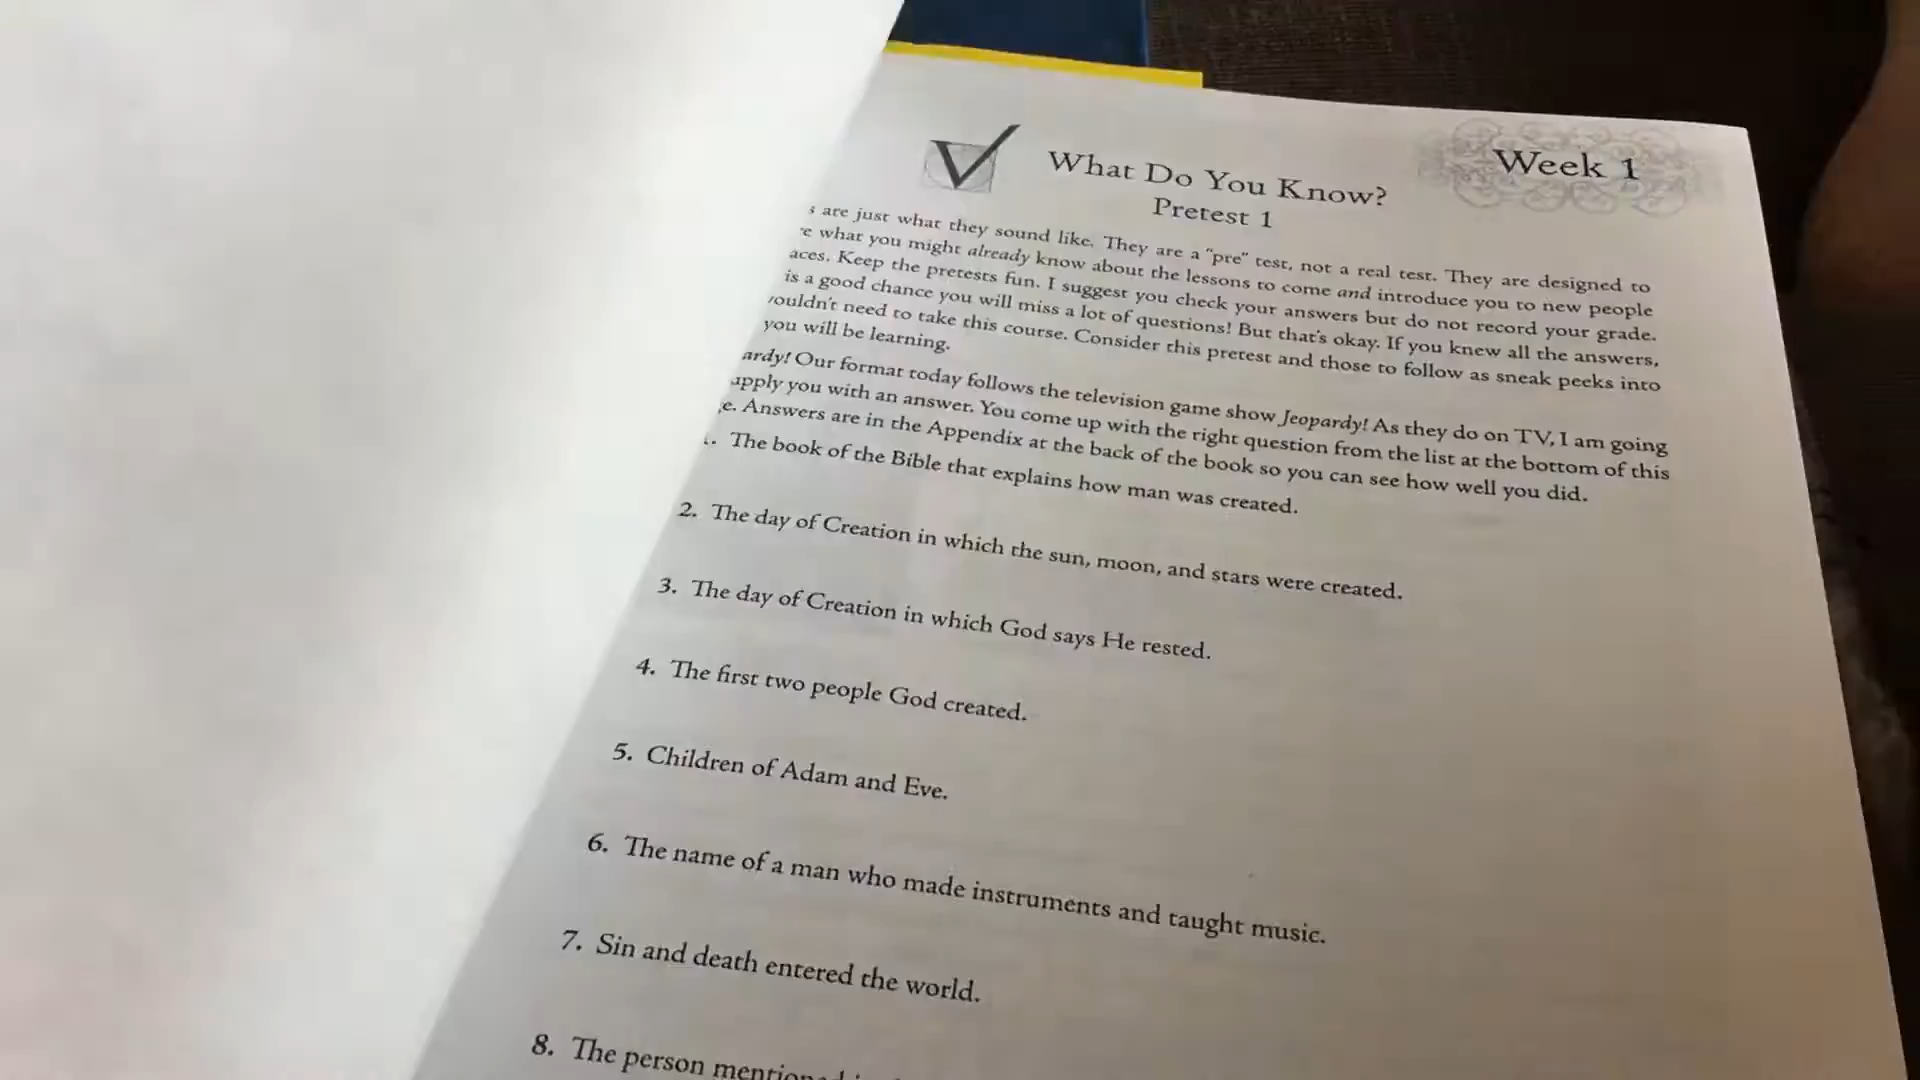 What Do You Know?
Pretest 1
Week 1
are just what they sound like. They are a “pre” test, not a real test. They are designed to
what you might already know about the lessons to come and introduce you to new people
aces. Keep the pretests fun. I suggest you check your answers but do not record your grade.
is a good chance you will miss a lot of questions! But that's okay. If you knew all the answers,
ouldn't need to take this course. Consider this pretest and those to follow as sneak peeks into
you will be learning.
ardy! Our format today follows the television game show Jeopardy! As they do on TV, I am going
upply you with an answer. You come up with the right question from the list at the bottom of this
e. Answers are in the Appendix at the back of the book so you can see how well you did.
. The book of the Bible that explains how man was created.
2. The day of Creation in which the sun, moon, and stars were created.
3. The day of Creation in which God says He rested.
4. The first two people God created.
5. Children of Adam and Eve.
6. The name of a man who made instruments and taught music.
7. Sin and death entered the world.
8. The person mentioned